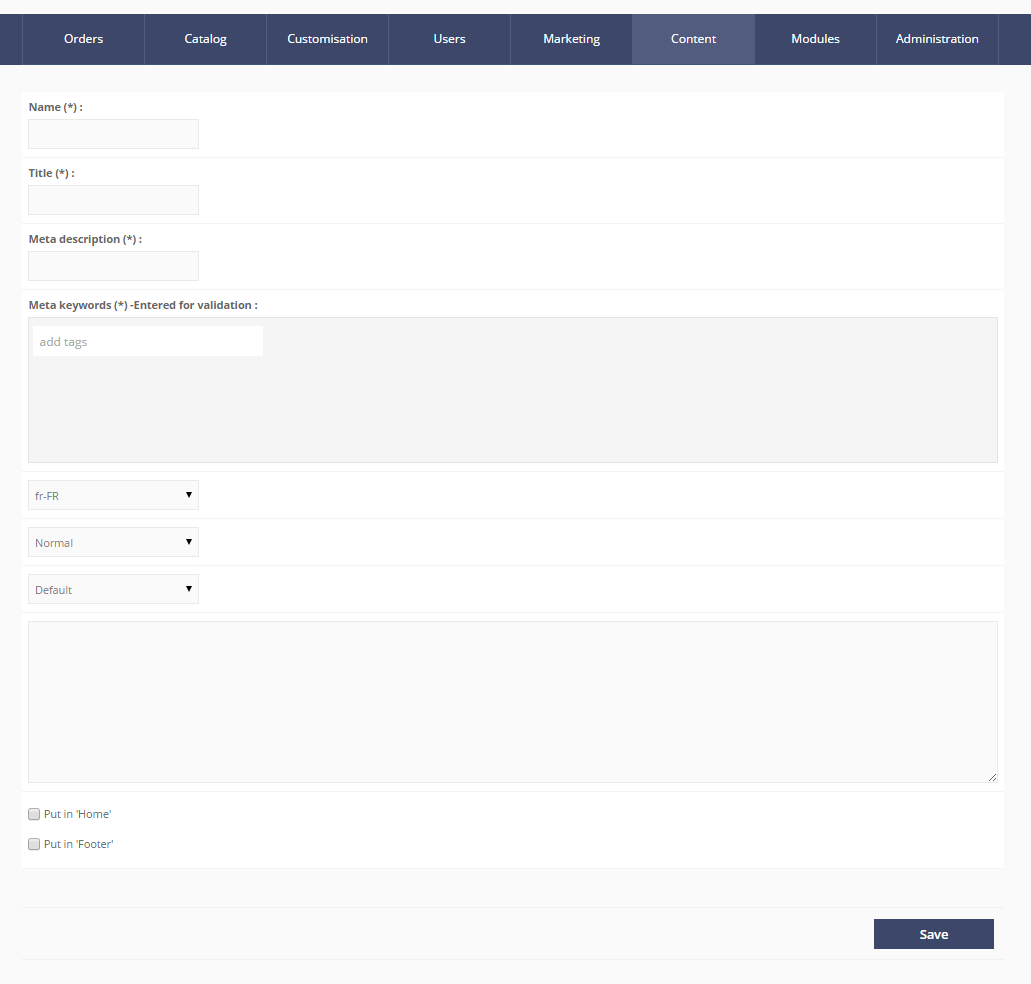 Orders Catalog Customisation Users Marketing Content Modules Administration
Name (*) :
Title (*) :
Meta description (*) :
Meta keywords (*) -Entered for validation :
add tags
fr-FR
Normal
Default
Put in 'Home'
Put in 'Footer'
Save